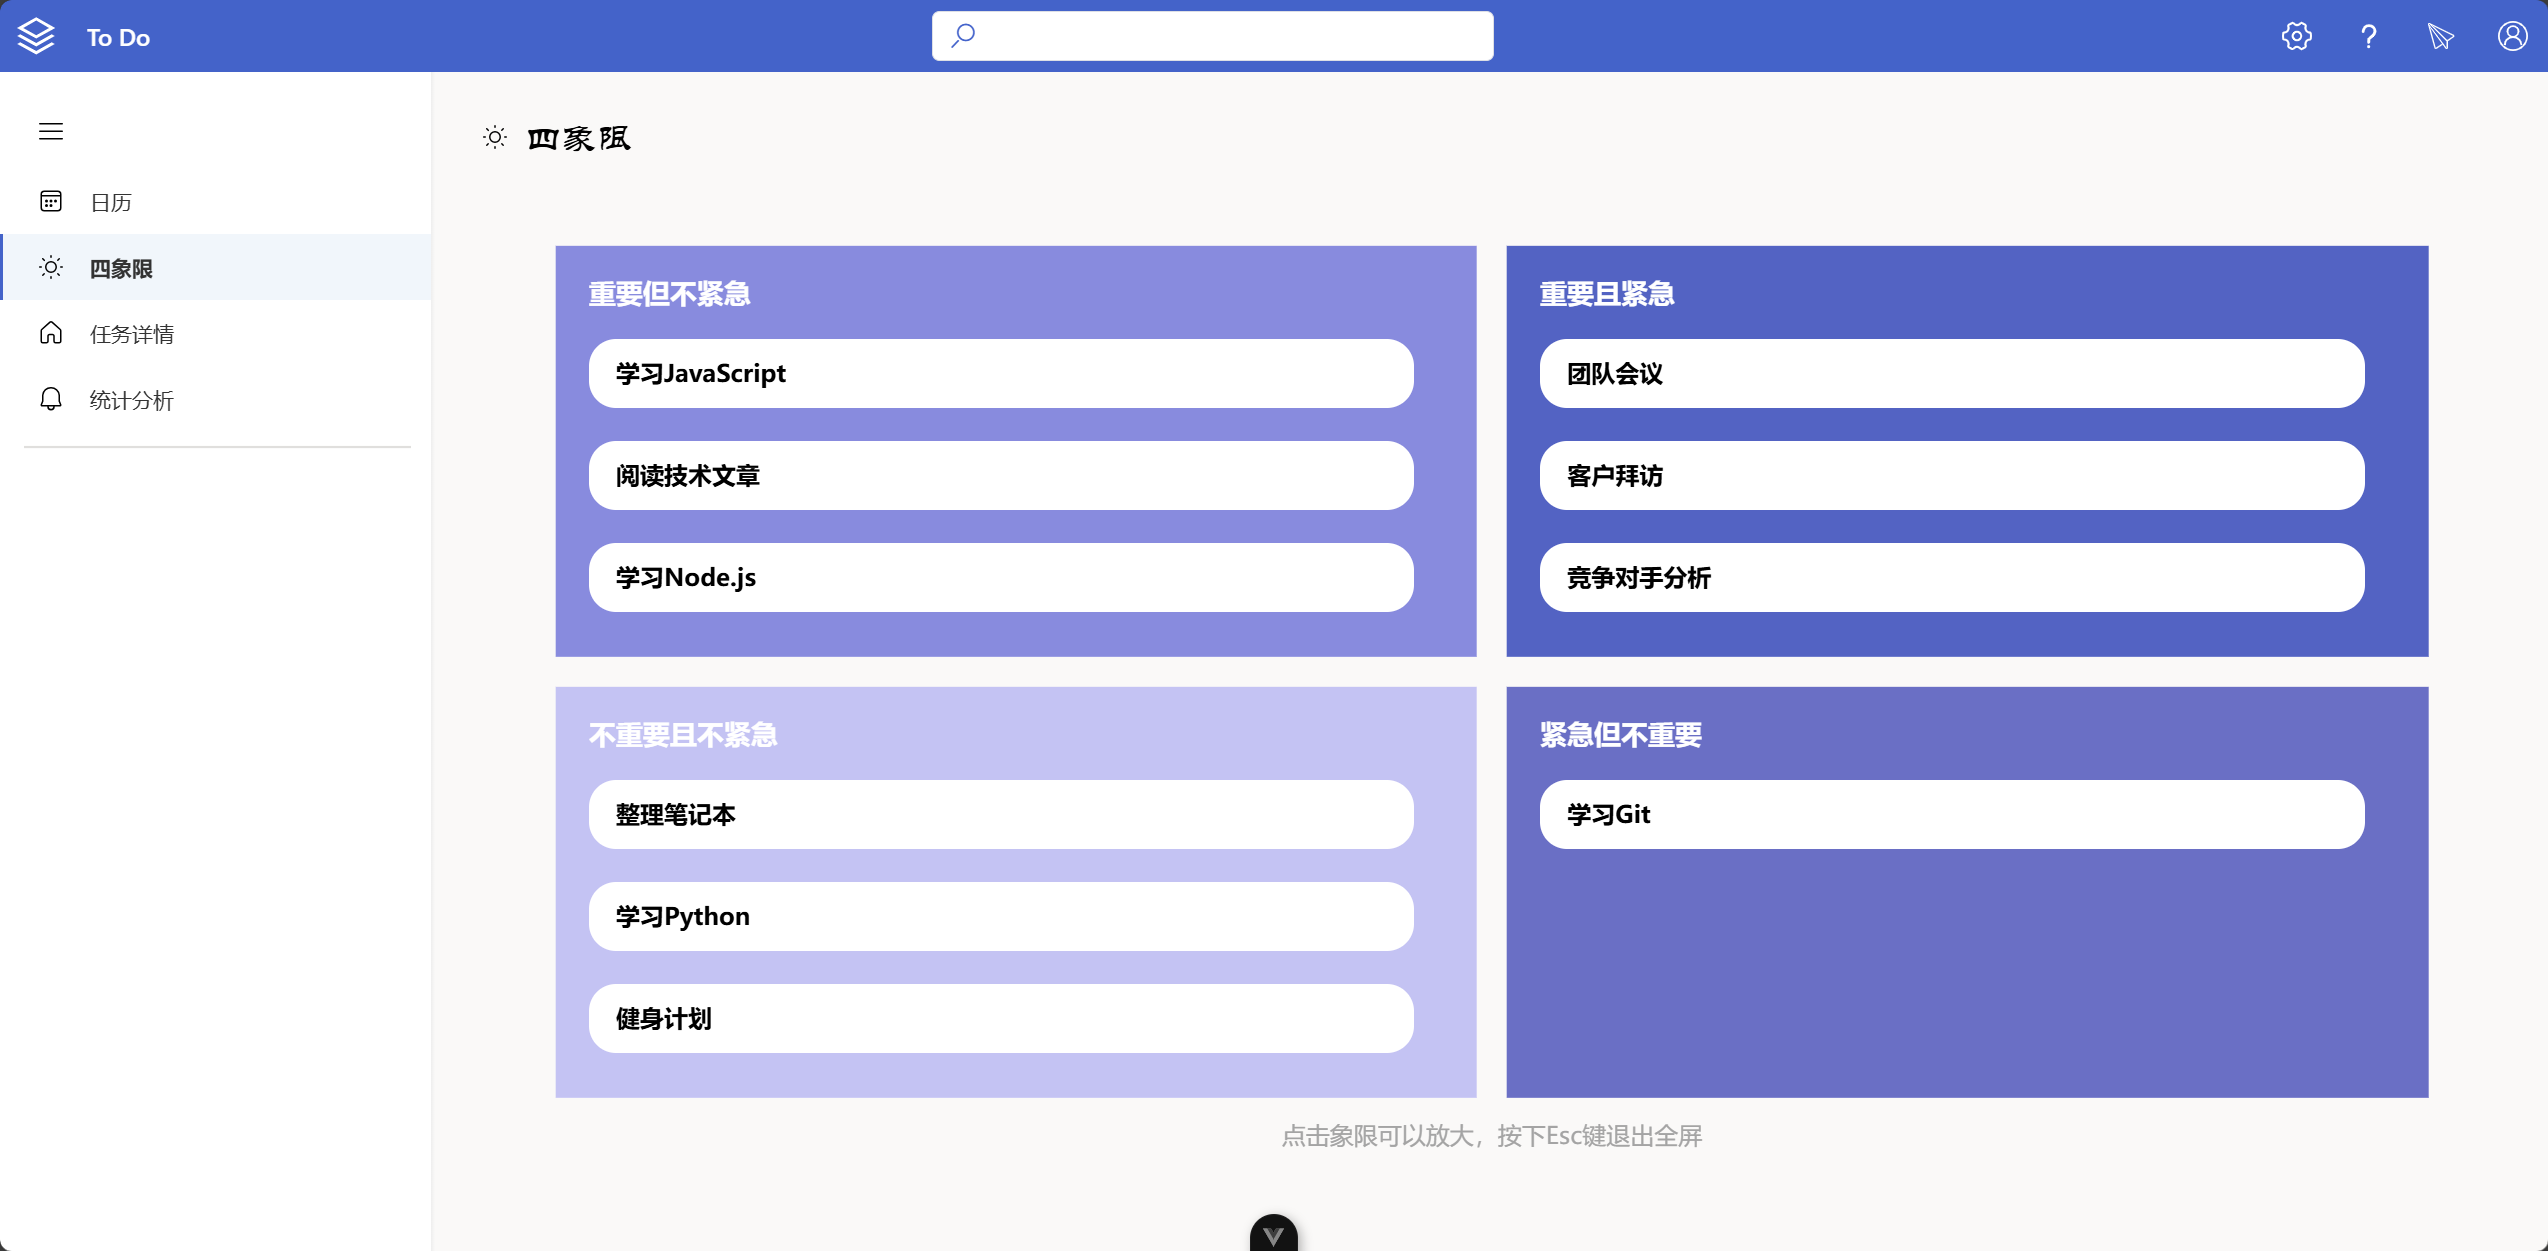 To Do
日历
四象限
任务详情
统计分析
四象限
重要但不紧急
学习JavaScript
阅读技术文章
学习Node.js
重要且紧急
团队会议
客户拜访
竞争对手分析
不重要且不紧急
整理笔记本
学习Python
健身计划
紧急但不重要
学习Git
点击象限可以放大，按下Esc键退出全屏